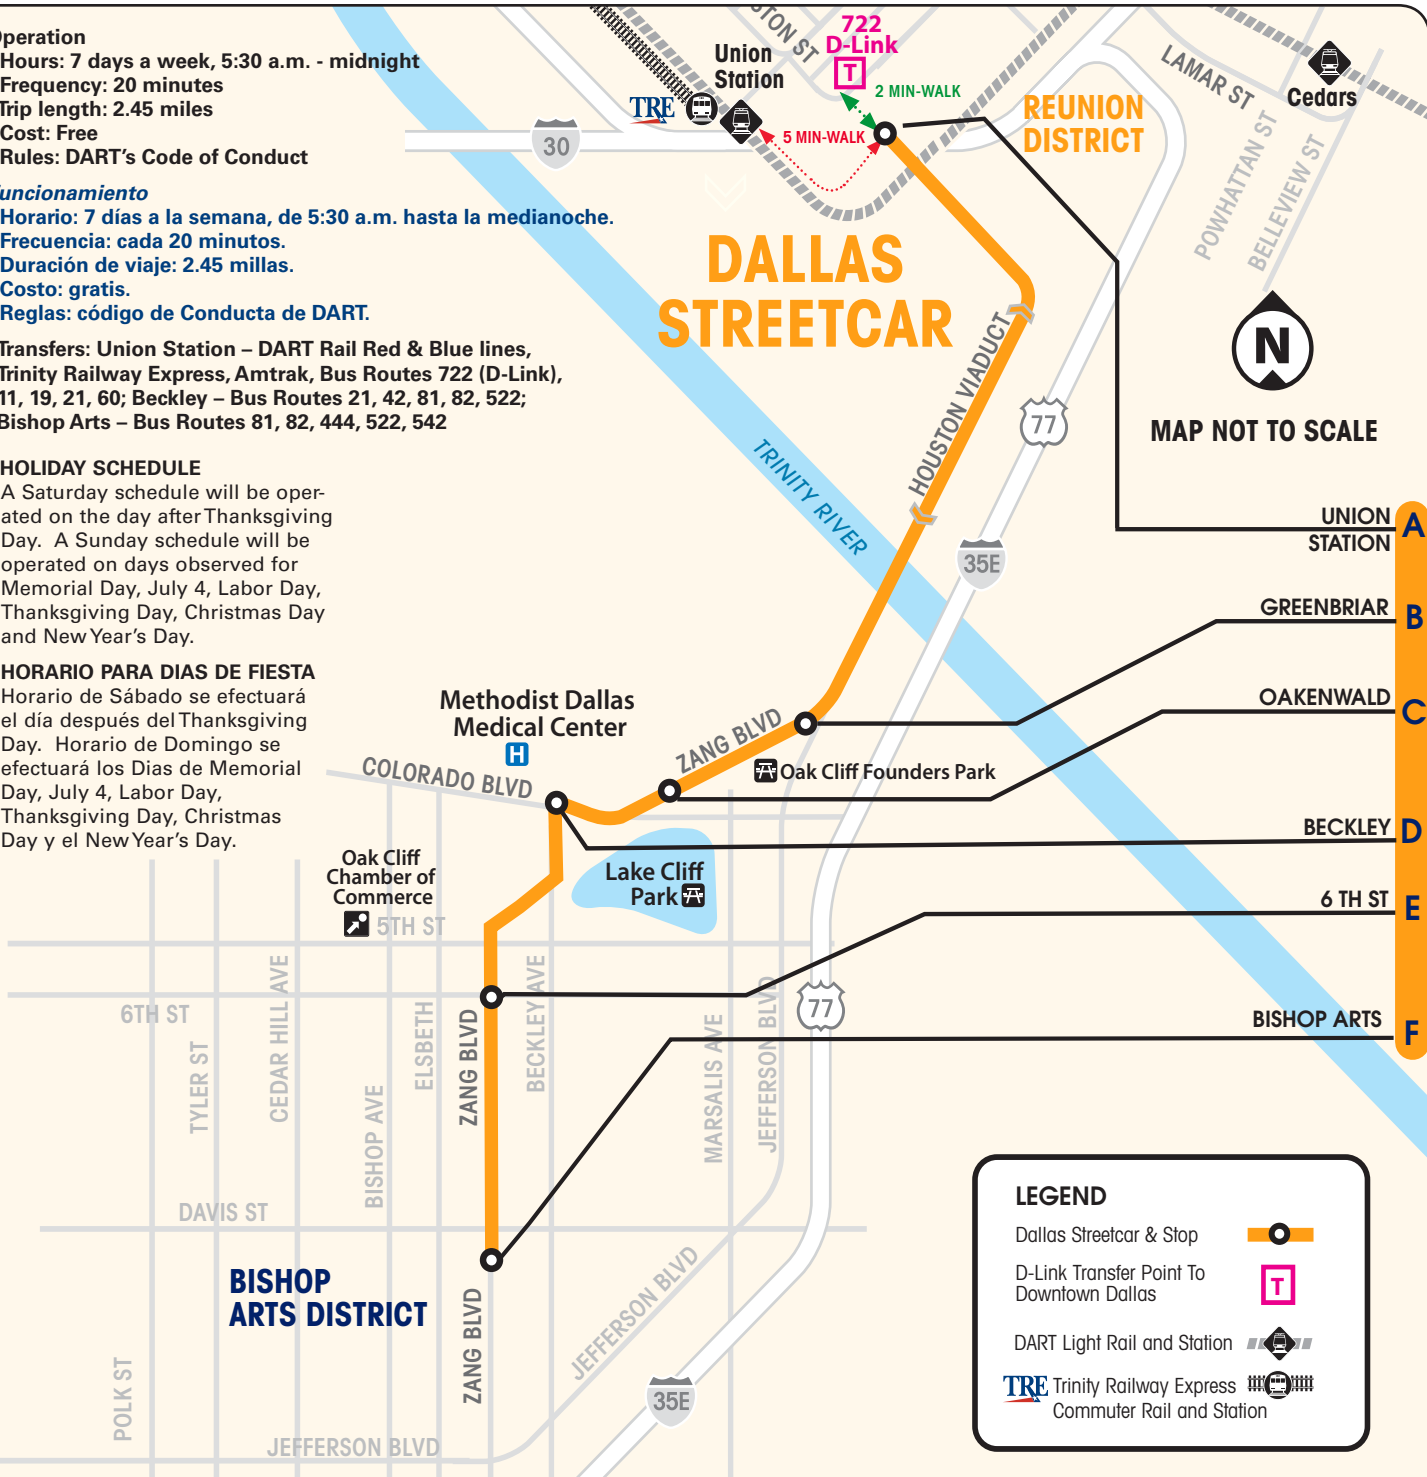 peration
Hours: 7 days a week, 5:30 a.m. - midnight
Frequency: 20 minutes
Trip length: 2.45 miles
Cost: Free
Rules: DART's Code of Conduct
uncionamiento
Horario: 7 días a la semana, de 5:30 a.m. hasta la medianoche.
Frecuencia: cada 20 minutos.
Duración de viaje: 2.45 millas.
Costo: gratis.
Reglas: código de Conducta de DART.
Transfers: Union Station – DART Rail Red & Blue lines,
Trinity Railway Express, Amtrak, Bus Routes 722 (D-Link),
11, 19, 21, 60; Beckley – Bus Routes 21, 42, 81, 82, 522;
Bishop Arts – Bus Routes 81, 82, 444, 522, 542
HOLIDAY SCHEDULE
A Saturday schedule will be oper-
ated on the day after Thanksgiving
Day. A Sunday schedule will be
operated on days observed for
Memorial Day, July 4, Labor Day,
Thanksgiving Day, Christmas Day
and New Year's Day.
HORARIO PARA DIAS DE FIESTA
Horario de Sábado se efectuará
el día después del Thanksgiving
Day. Horario de Domingo se
efectuará los Dias de Memorial
Day, July 4, Labor Day,
Thanksgiving Day, Christmas
Day y el New Year's Day.
STON ST
722
D-Link
T
Union
Station
TRE
2 MIN-WALK
5 MIN-WALK
30
REUNION
DISTRICT
LAMAR ST
Cedars
POWHATTAN ST
BELLEVIEW ST
DALLAS
STREETCAR
HOUSTON VIADUCT
TRINITY RIVER
77
35E
N
MAP NOT TO SCALE
UNION
STATION
A
GREENBRIAR
B
OAKENWALD
C
BECKLEY
D
6 TH ST
E
BISHOP ARTS
F
Methodist Dallas
Medical Center
H
COLORADO BLVD
ZANG BLVD
Oak Cliff Founders Park
Lake Cliff
Park
Oak Cliff
Chamber of
Commerce
5TH ST
6TH ST
TYLER ST
CEDAR HILL AVE
BISHOP AVE
ELSBETH
ZANG BLVD
BECKLEY AVE
MARSALIS AVE
JEFFERSON BLVD
77
DAVIS ST
BISHOP
ARTS DISTRICT
ZANG BLVD
JEFFERSON BLVD
POLK ST
JEFFERSON BLVD
35E
LEGEND
Dallas Streetcar & Stop
D-Link Transfer Point To
Downtown Dallas
T
DART Light Rail and Station
TRE Trinity Railway Express
Commuter Rail and Station